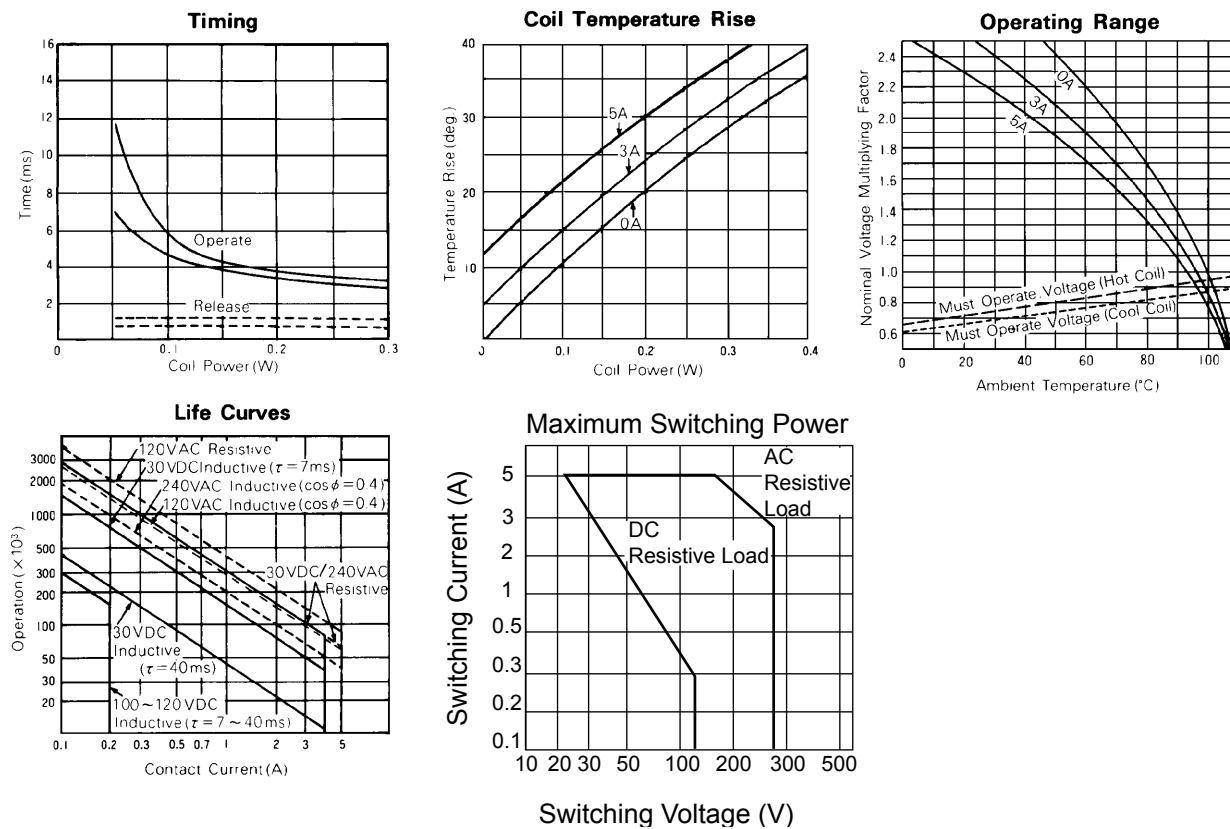 Timing
16
14
12
10
8
6
4
2
0
0.1
0.2
0.3
Time (ms)
Coil Power (W)
Operate
Release
Coil Temperature Rise
40
30
20
10
0.1
0.2
0.3
0.4
Temperature Rise (deg.)
Coil Power (W)
5A
3A
0A
Operating Range
2.4
2.2
2.0
1.8
1.6
1.4
1.2
1.0
0.8
0.6
0
20
40
60
80
100
Nominal Voltage Multiplying Factor
Ambient Temperature (°C)
0A
3A
5A
Must Operate Voltage (Hot Coil)
Must Operate Voltage (Cool Coil)
Life Curves
3000
2000
1000
500
300
200
100
50
30
20
0.1
0.2
0.3
0.5
0.7
1
2
3
4
5
Operation (×10³)
Contact Current (A)
120VAC Resistive
30VDC Inductive (τ = 7ms)
240VAC Inductive (cosφ = 0.4)
120VAC Inductive (cosφ = 0.4)
30VDC/240VAC
Resistive
30VDC
Inductive
(τ = 40ms)
100~120VDC
Inductive (τ = 7~40ms)
Maximum Switching Power
5
3
2
1
0.5
0.3
0.2
0.1
10
20
30
50
100
200
300
500
Switching Current (A)
Switching Voltage (V)
AC
Resistive
Load
DC
Resistive Load